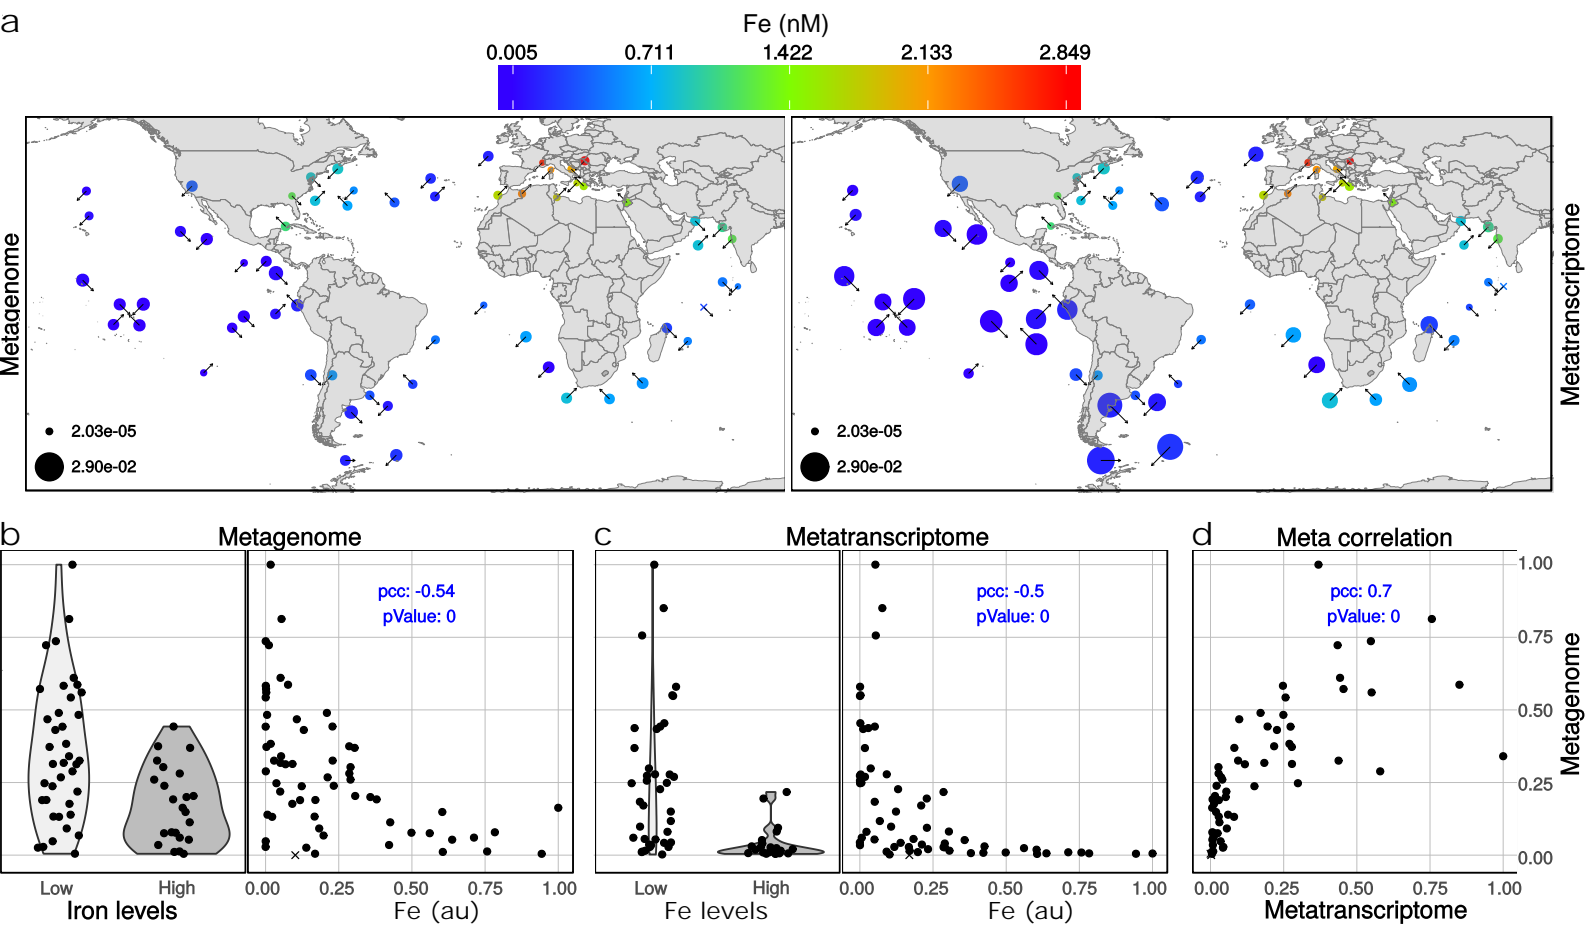 a
Fe (nM)
0.005 0.711 1.422 2.133 2.849
Metagenome
2.03e-05
2.90e-02
2.03e-05
2.90e-02
Metatranscriptome
b
Metagenome
pcc: -0.54
pValue: 0
Low High
Iron levels
0.00 0.25 0.50 0.75 1.00
Fe (au)
c
Metatranscriptome
pcc: -0.5
pValue: 0
Low High
Fe levels
0.00 0.25 0.50 0.75 1.00
Fe (au)
d
Meta correlation
pcc: 0.7
pValue: 0
1.00
0.75
0.50
0.25
0.00
Metagenome
0.00 0.25 0.50 0.75 1.00
Metatranscriptome